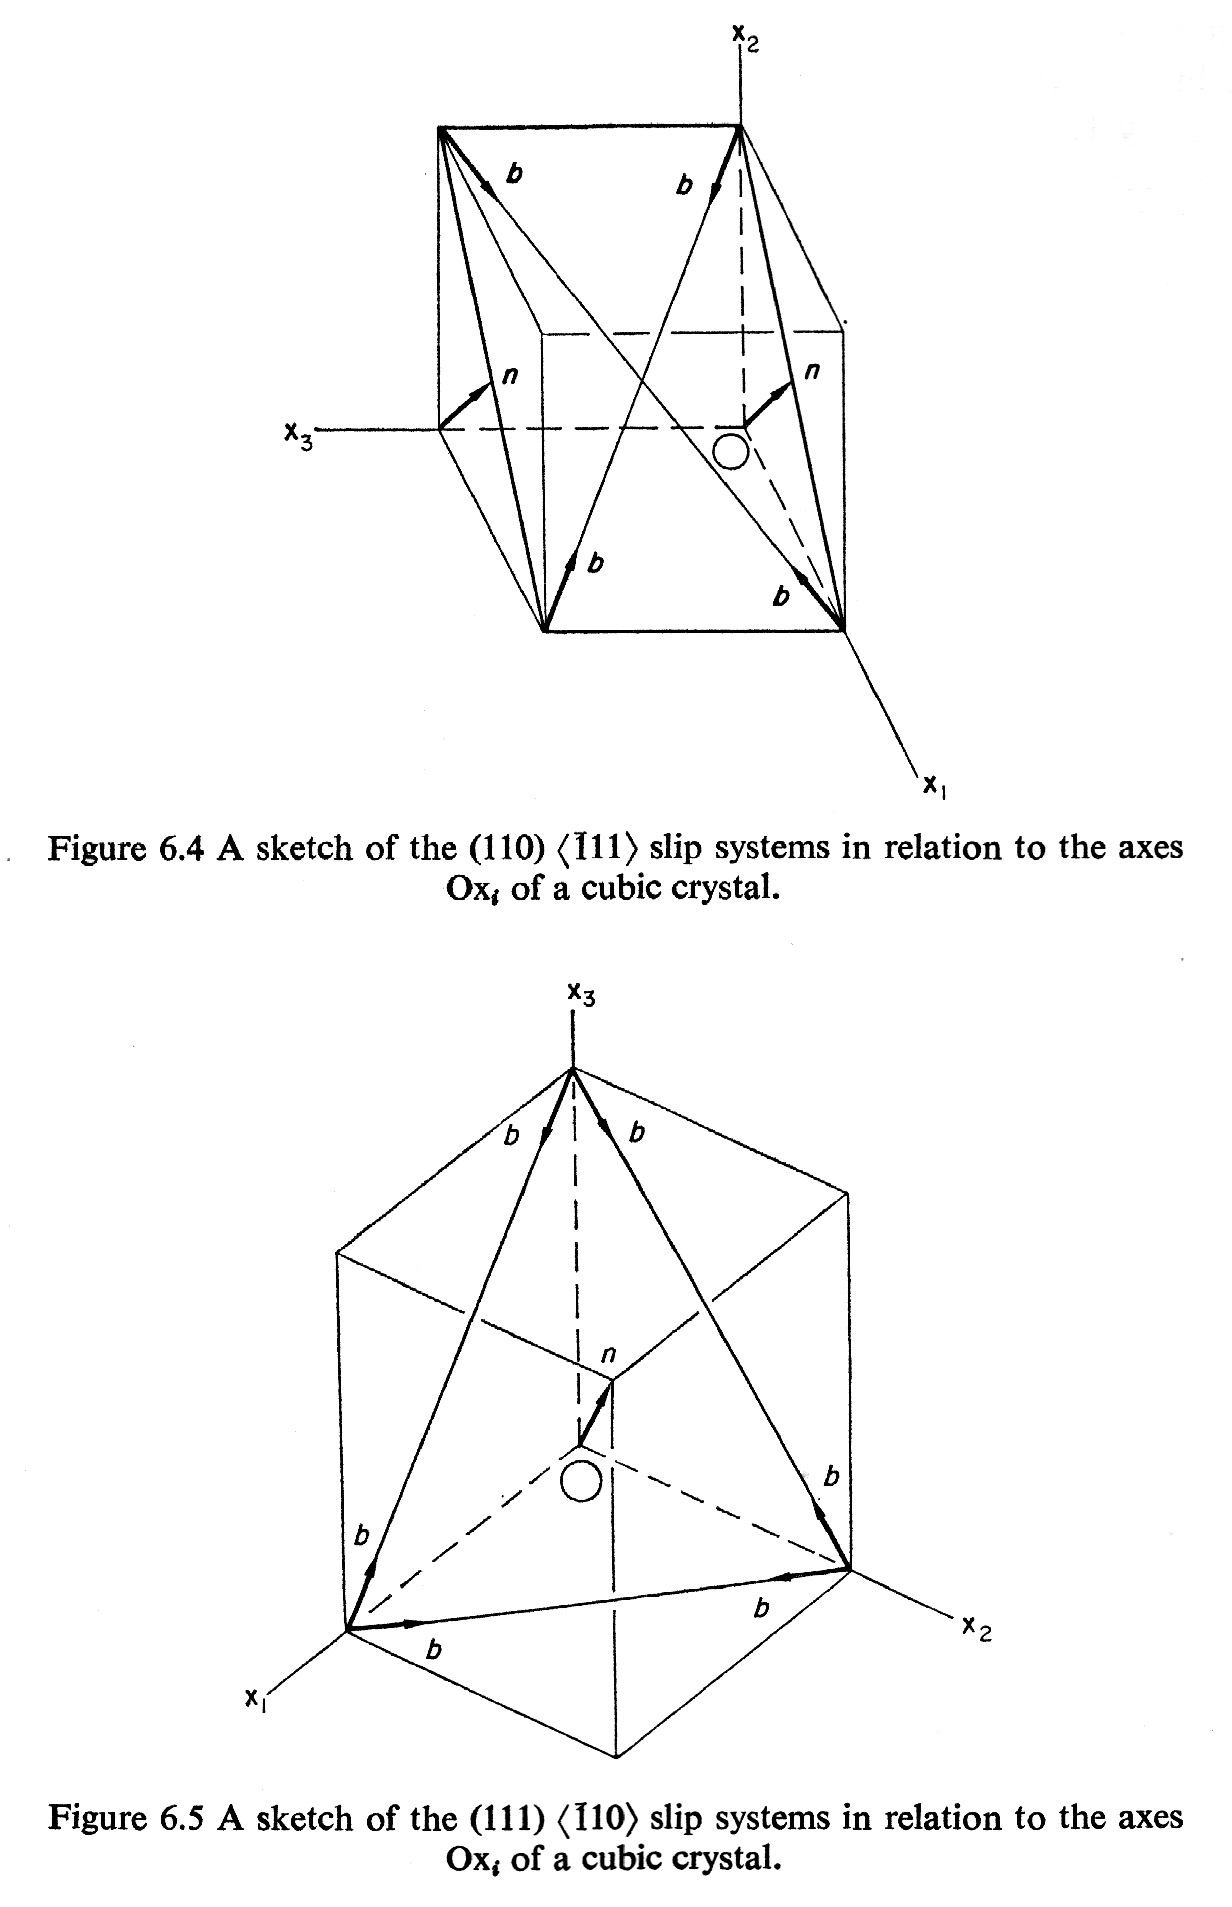 x₂
b b
n n
x₃ O
b
b
x₁
Figure 6.4 A sketch of the (110) ⟨1̄11⟩ slip systems in relation to the axes
Oxᵢ of a cubic crystal.
x₃
b b
n
O
b
b
b
b
x₂
x₁
Figure 6.5 A sketch of the (111) ⟨1̄10⟩ slip systems in relation to the axes
Oxᵢ of a cubic crystal.